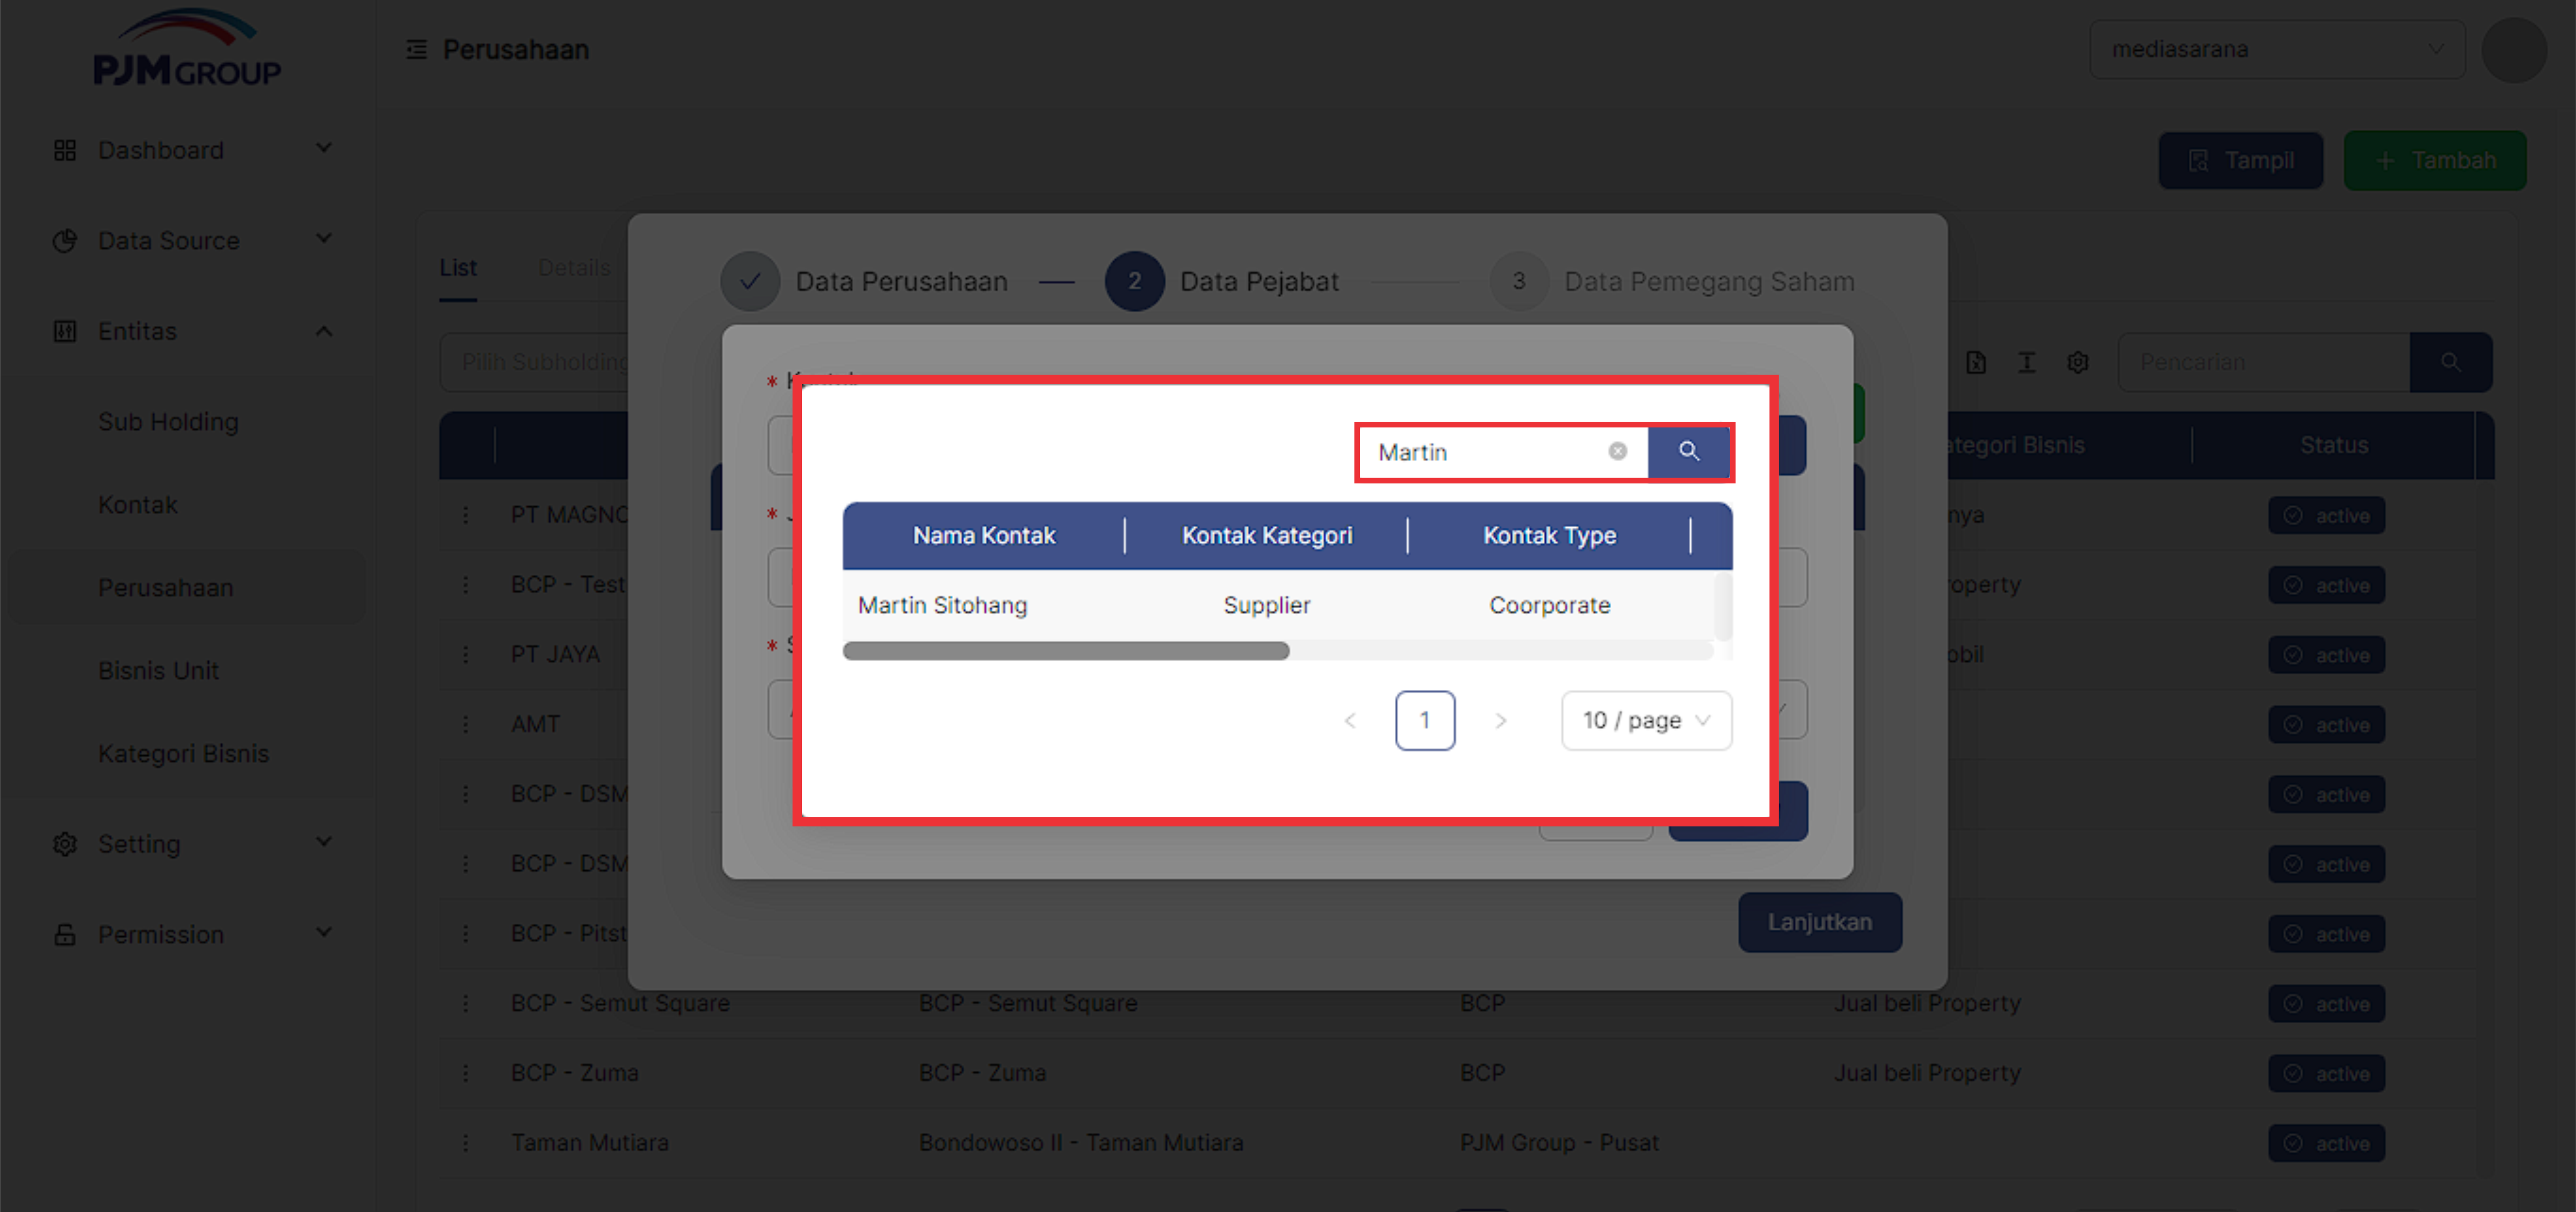 PJM GROUP
Perusahaan
mediasarana
Dashboard
Data Source
Entitas
Sub Holding
Kontak
Perusahaan
Bisnis Unit
Kategori Bisnis
Setting
Permission
Tampil
+ Tambah
List
Details
Pilih Subholding
Pencarian
Data Perusahaan
2 Data Pejabat
3 Data Pemegang Saham
Martin
Nama Kontak Kontak Kategori Kontak Type
Martin Sitohang Supplier Coorporate
< 1 > 10 / page
Lanjutkan
ategori Bisnis Status
PT MAGNO nya active
BCP - Test roperty active
PT JAYA obil active
AMT active
BCP - DSM active
BCP - DSM active
BCP - Pitst active
BCP - Semut Square BCP - Semut Square BCP Jual beli Property active
BCP - Zuma BCP - Zuma BCP Jual beli Property active
Taman Mutiara Bondowoso II - Taman Mutiara PJM Group - Pusat active